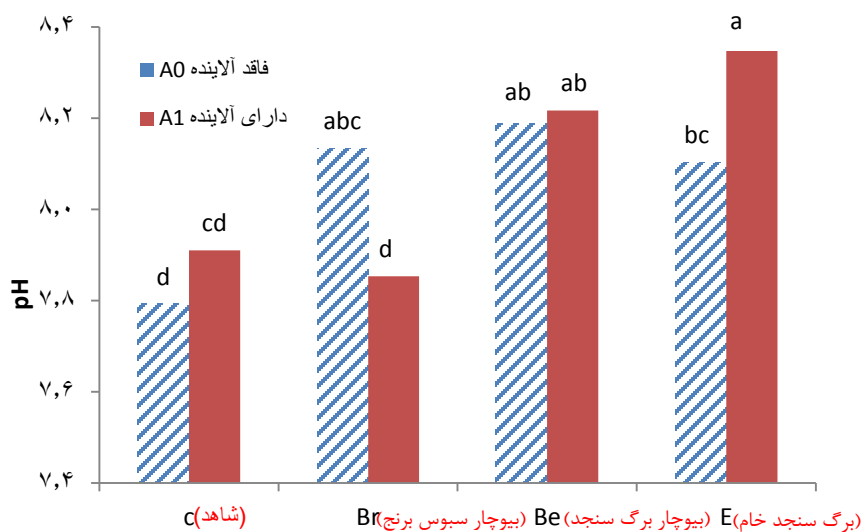 ۸,۴
۸,۲
۸,۰
۷,۸
۷,۶
۷,۴
pH
A0 فاقد آلاینده
A1 دارای آلاینده
d
cd
abc
d
ab
ab
bc
a
c(شاهد)
Br(بیوچار سبوس برنج)
Be(بیوچار برگ سنجد)
E(برگ سنجد خام)